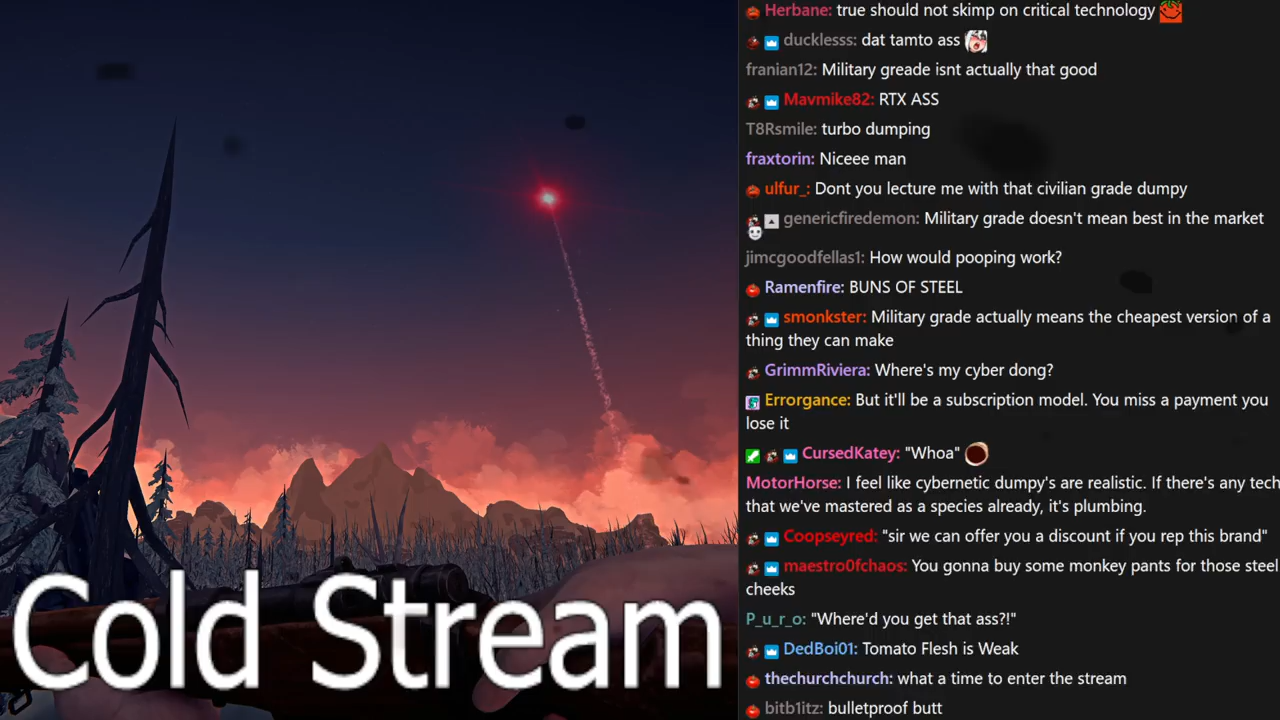 Herbane: true should not skimp on critical technology
ducklesss: dat tamto ass
franian12: Military greade isnt actually that good
Mavmike82: RTX ASS
T8Rsmile: turbo dumping
fraxtorin: Niceee man
ulfur_: Dont you lecture me with that civilian grade dumpy
genericfiredemon: Military grade doesn't mean best in the market
jimcgoodfellas1: How would pooping work?
Ramenfire: BUNS OF STEEL
smonkster: Military grade actually means the cheapest version of a
thing they can make
GrimmRiviera: Where's my cyber dong?
Errorgance: But it'll be a subscription model. You miss a payment you
lose it
CursedKatey: "Whoa"
MotorHorse: I feel like cybernetic dumpy's are realistic. If there's any tech
that we've mastered as a species already, it's plumbing.
Coopseyred: "sir we can offer you a discount if you rep this brand"
maestro0fchaos: You gonna buy some monkey pants for those steel
cheeks
P_u_r_o: "Where'd you get that ass?!"
DedBoi01: Tomato Flesh is Weak
thechurchchurch: what a time to enter the stream
bitb1itz: bulletproof butt
Cold Stream